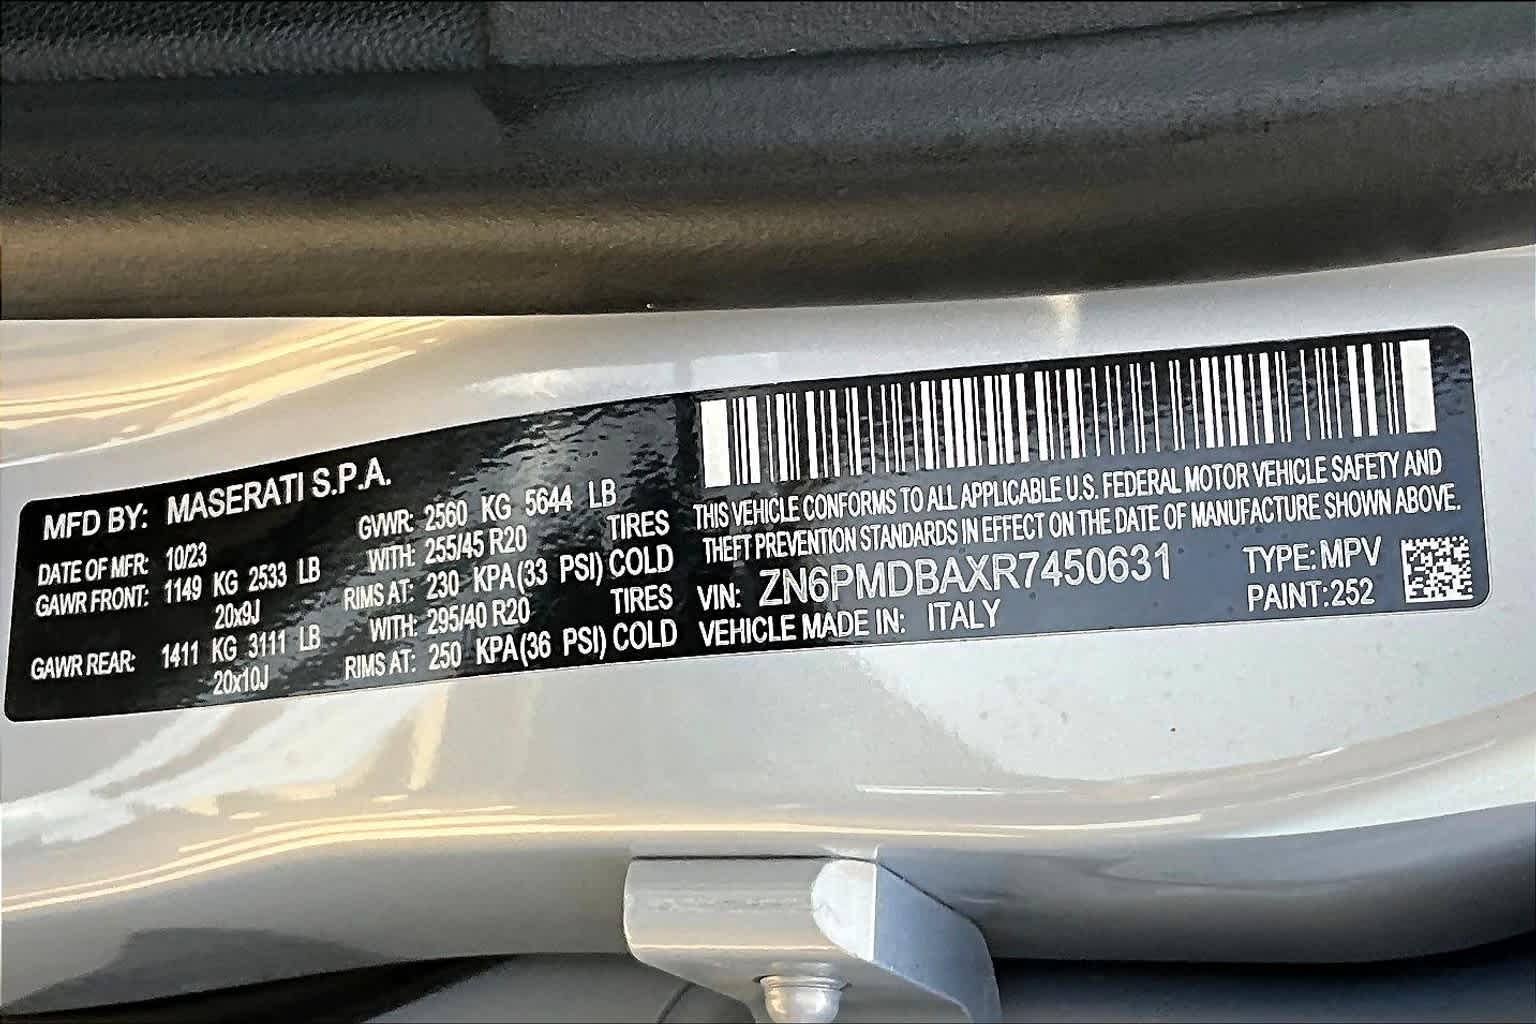 MFD BY: MASERATI S.P.A.
DATE OF MFR: 10/23 GVWR: 2560 KG 5644 LB
GAWR FRONT: 1149 KG 2533 LB WITH: 255/45 R20 TIRES
20x9J RIMS AT: 230 KPA(33 PSI) COLD
GAWR REAR: 1411 KG 3111 LB WITH: 295/40 R20 TIRES
20x10J RIMS AT: 250 KPA(36 PSI) COLD
THIS VEHICLE CONFORMS TO ALL APPLICABLE U.S. FEDERAL MOTOR VEHICLE SAFETY AND
THEFT PREVENTION STANDARDS IN EFFECT ON THE DATE OF MANUFACTURE SHOWN ABOVE.
VIN: ZN6PMDBAXR7450631 TYPE: MPV
VEHICLE MADE IN: ITALY PAINT: 252